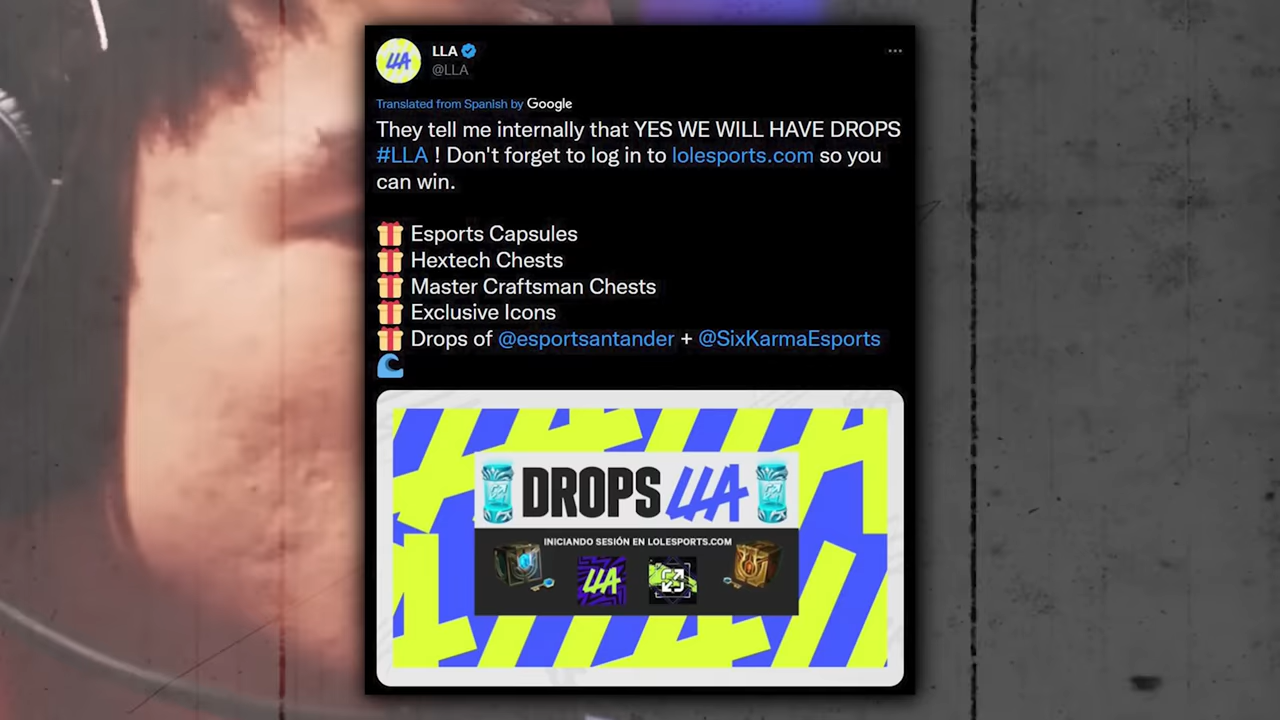 LLA
LLA
@LLA
Translated from Spanish by Google
They tell me internally that YES WE WILL HAVE DROPS
#LLA ! Don't forget to log in to lolesports.com so you
can win.
Esports Capsules
Hextech Chests
Master Craftsman Chests
Exclusive Icons
Drops of @esportsantander + @SixKarmaEsports
DROPS LLA
INICIANDO SESIÓN EN LOLESPORTS.COM
LLA